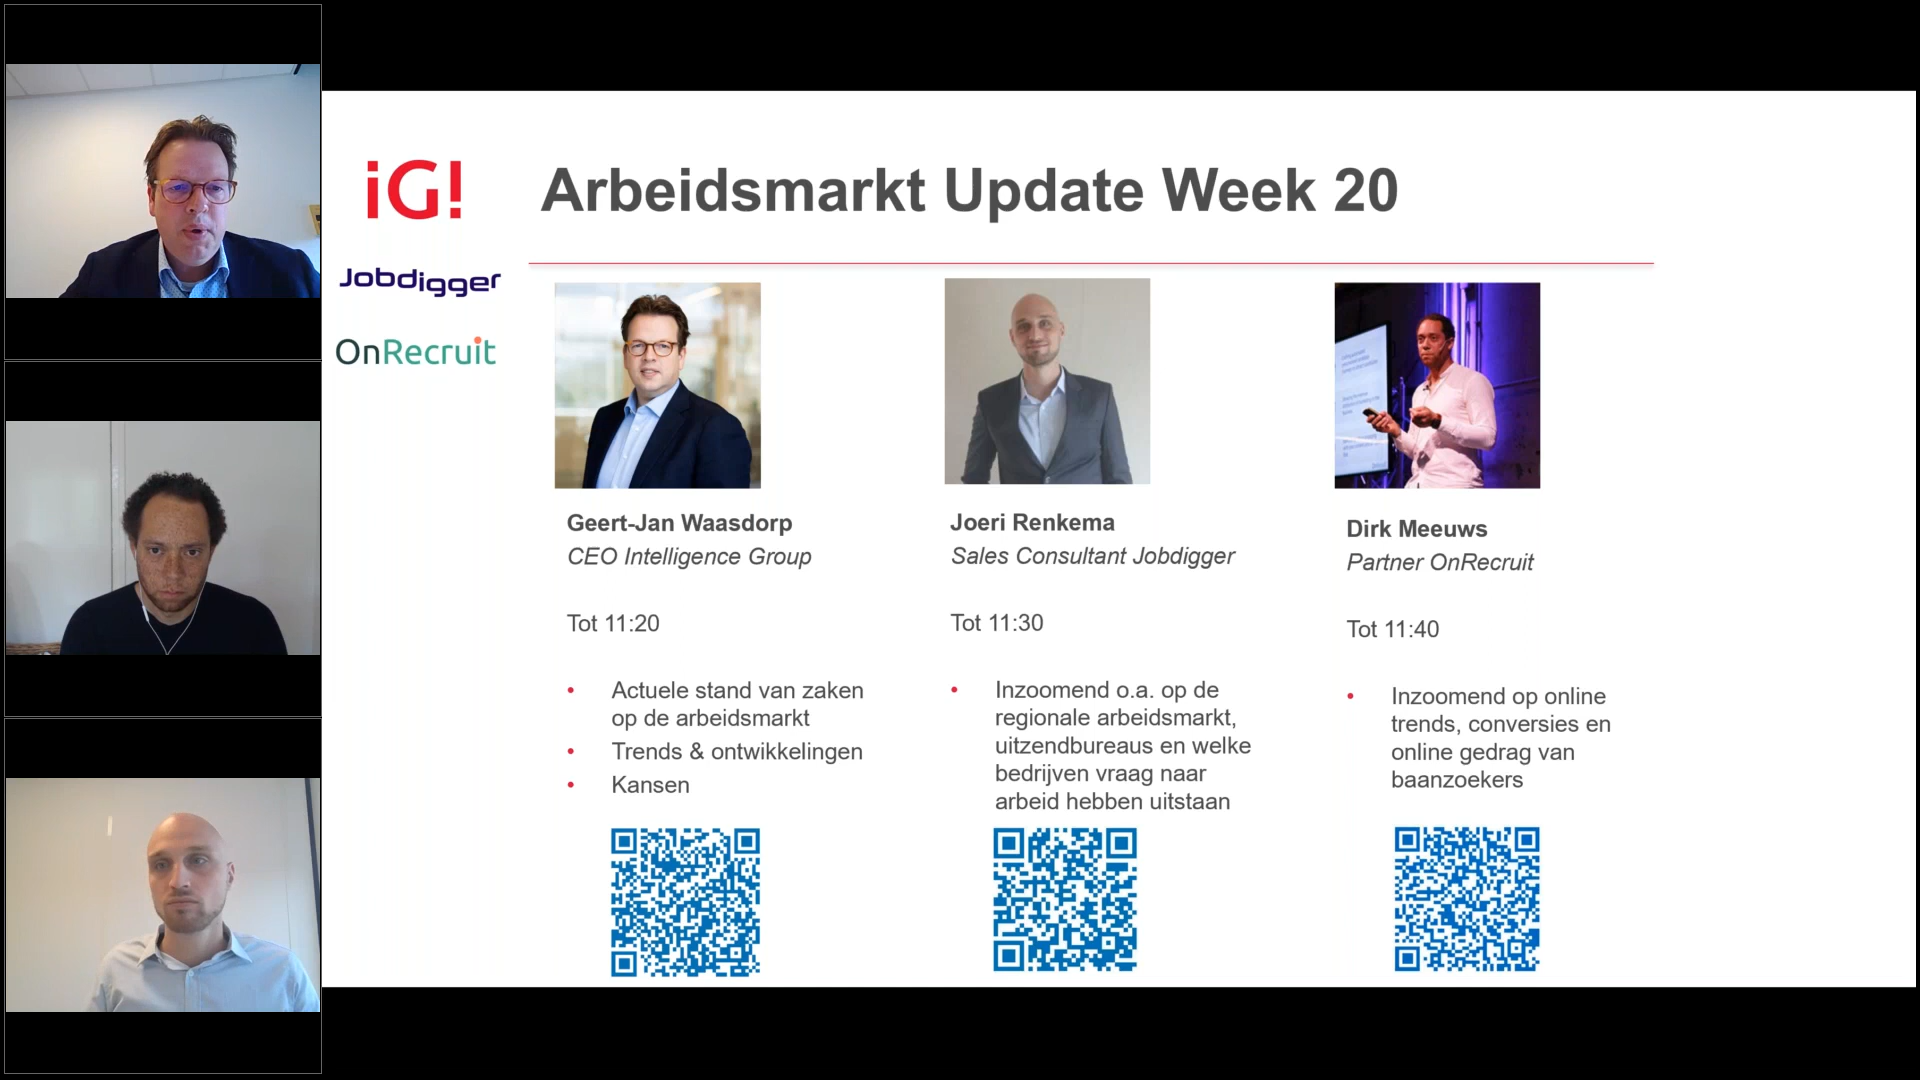 iG!
Jobdigger
OnRecruit
Arbeidsmarkt Update Week 20
Geert-Jan Waasdorp
CEO Intelligence Group
Tot 11:20
• Actuele stand van zaken
op de arbeidsmarkt
• Trends & ontwikkelingen
• Kansen
Joeri Renkema
Sales Consultant Jobdigger
Tot 11:30
• Inzoomend o.a. op de
regionale arbeidsmarkt,
uitzendbureaus en welke
bedrijven vraag naar
arbeid hebben uitstaan
Dirk Meeuws
Partner OnRecruit
Tot 11:40
• Inzoomend op online
trends, conversies en
online gedrag van
baanzoekers